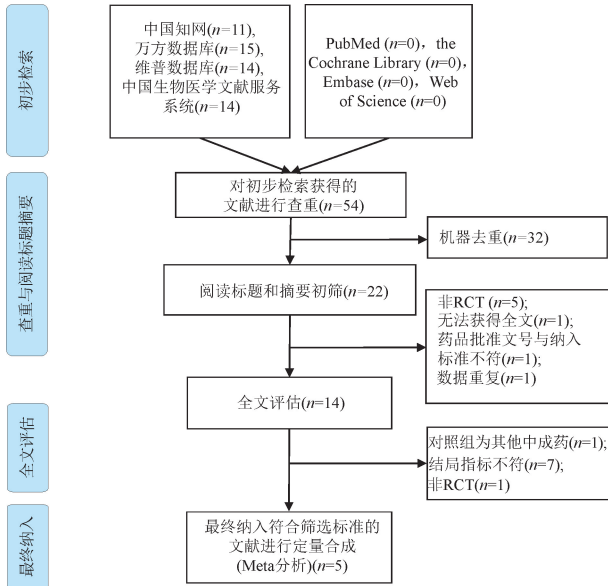 初步检索
中国知网(n=11),
万方数据库(n=15),
维普数据库(n=14),
中国生物医学文献服务
系统(n=14)
PubMed (n=0)，the
Cochrane Library (n=0)，
Embase (n=0)，Web
of Science (n=0)
查重与阅读标题摘要
对初步检索获得的
文献进行查重(n=54)
机器去重(n=32)
阅读标题和摘要初筛(n=22)
非RCT (n=5);
无法获得全文(n=1);
药品批准文号与纳入
标准不符(n=1);
数据重复(n=1)
全文评估
全文评估(n=14)
对照组为其他中成药(n=1);
结局指标不符(n=7);
非RCT(n=1)
最终纳入
最终纳入符合筛选标准的
文献进行定量合成
(Meta分析)(n=5)